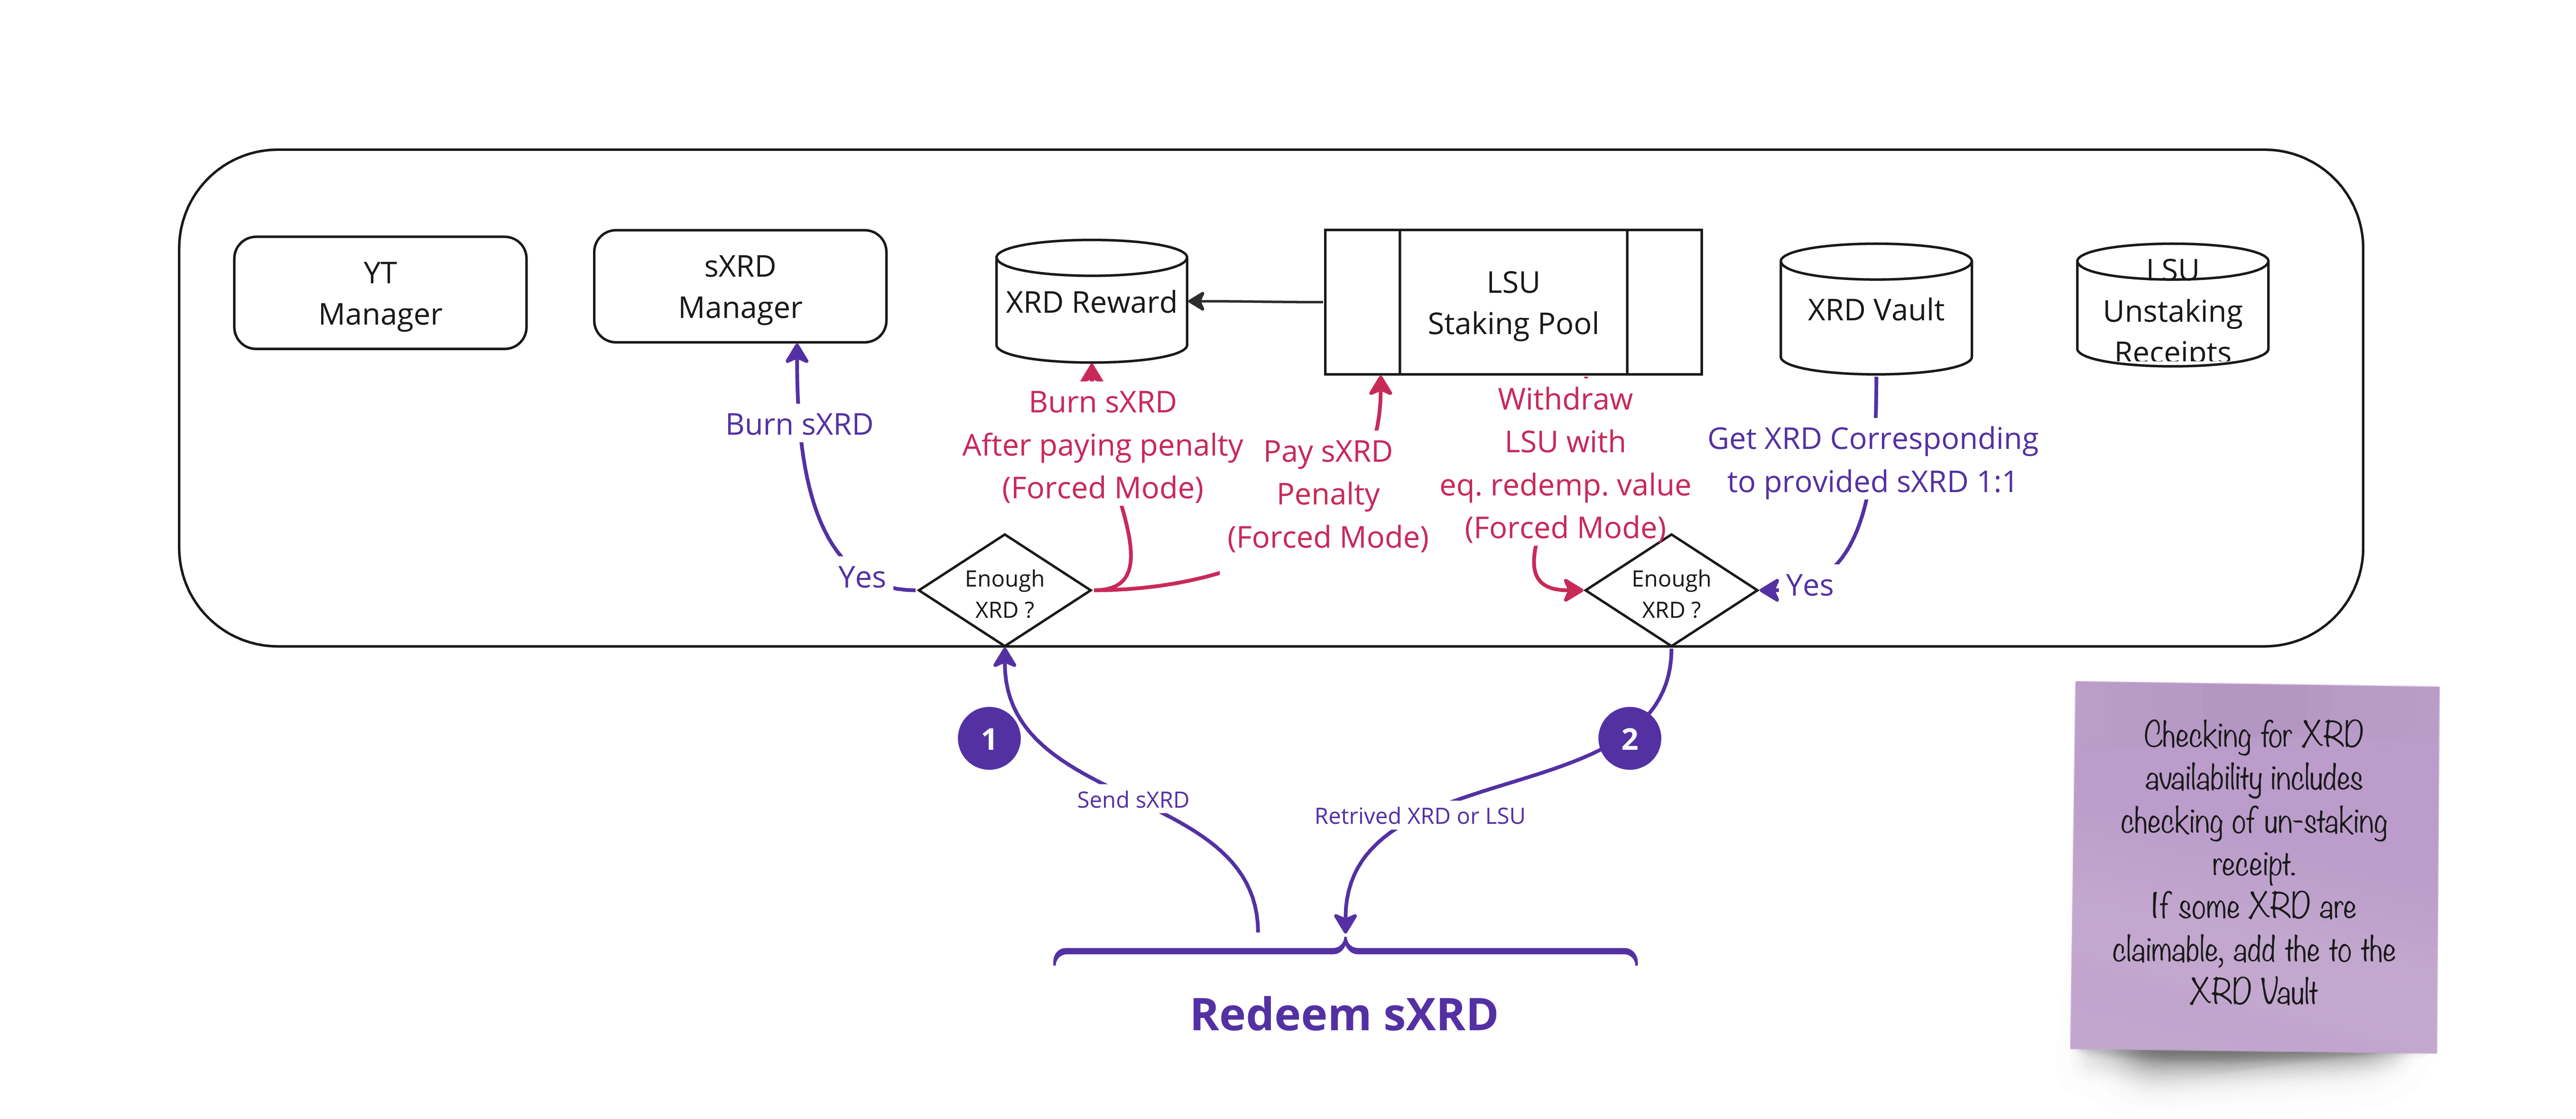 YT
Manager
sXRD
Manager
XRD Reward
LSU
Staking Pool
XRD Vault
LSU
Unstaking
Receipts
Burn sXRD
Burn sXRD
After paying penalty
(Forced Mode)
Pay sXRD
Penalty
(Forced Mode)
Withdraw
LSU with
eq. redemp. value
(Forced Mode)
Get XRD Corresponding
to provided sXRD 1:1
Yes
Enough
XRD ?
Enough
XRD ?
Yes
1
2
Send sXRD
Retrived XRD or LSU
Redeem sXRD
Checking for XRD
availability includes
checking of un-staking
receipt.
If some XRD are
claimable, add the to the
XRD Vault